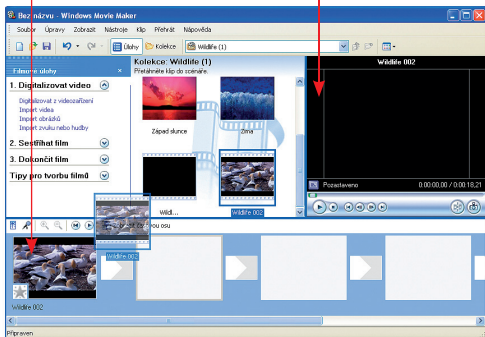 Bez názvu - Windows Movie Maker
Soubor Úpravy Zobrazit Nástroje Klip Přehrát Nápověda
Úlohy Kolekce Wildlife (1)
Filmové úlohy
1. Digitalizovat video
Digitalizovat z videozařízení
Import videa
Import obrázků
Import zvuku nebo hudby
2. Sestříhat film
3. Dokončit film
Tipy pro tvorbu filmů
Kolekce: Wildlife (1)
Přetáhněte klip do scénáře.
Západ slunce
Zima
Wildl...
Wildlife 002
Wildlife 002
Pozastaveno
0:00:00,00 / 0:00:18,21
Zobrazit časovou osu
Wildlife 002
Wildlife 002
Připraven